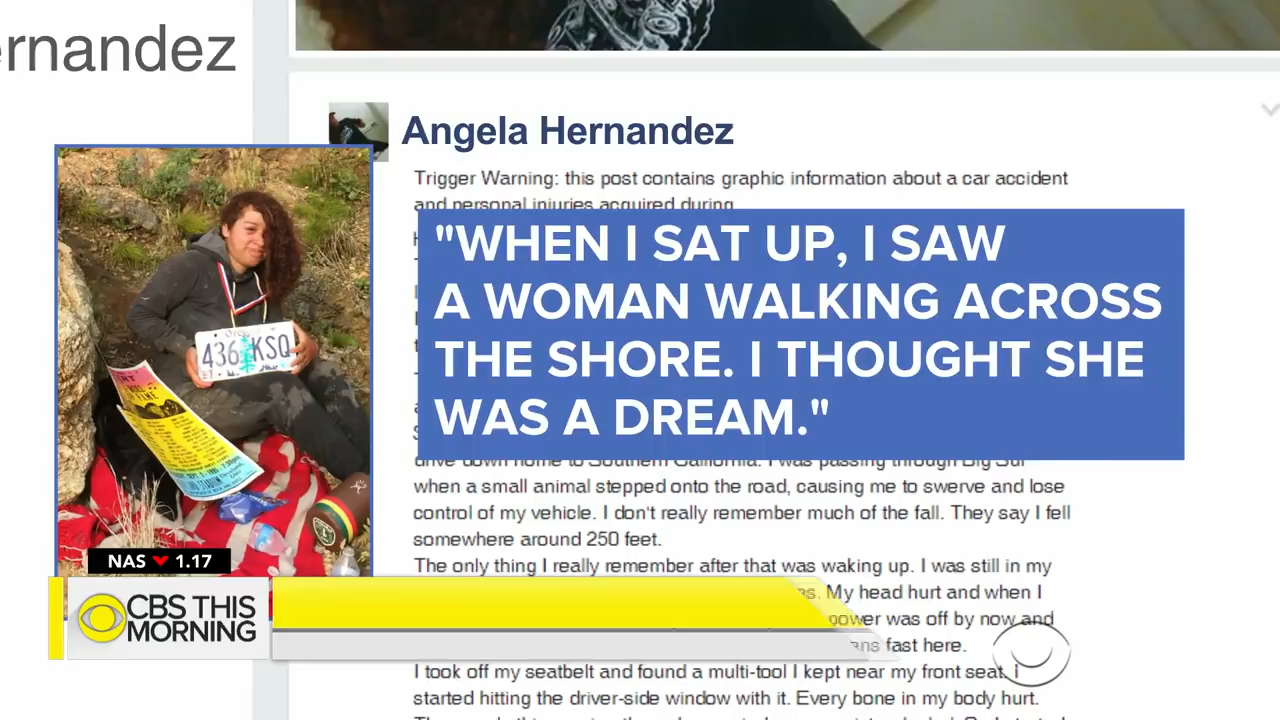 ernandez
Angela Hernandez
Trigger Warning: this post contains graphic information about a car accident
and personal injuries acquired during
"WHEN I SAT UP, I SAW
A WOMAN WALKING ACROSS
THE SHORE. I THOUGHT SHE
WAS A DREAM."
drive down home to Southern California. I was passing through Big Sur
when a small animal stepped onto the road, causing me to swerve and lose
control of my vehicle. I don't really remember much of the fall. They say I fell
somewhere around 250 feet.
The only thing I really remember after that was waking up. I was still in my
My head hurt and when I
power was off by now and
fast here.
I took off my seatbelt and found a multi-tool I kept near my front seat. I
started hitting the driver-side window with it. Every bone in my body hurt.
436 KSQ
NAS 1.17
CBS THIS
MORNING